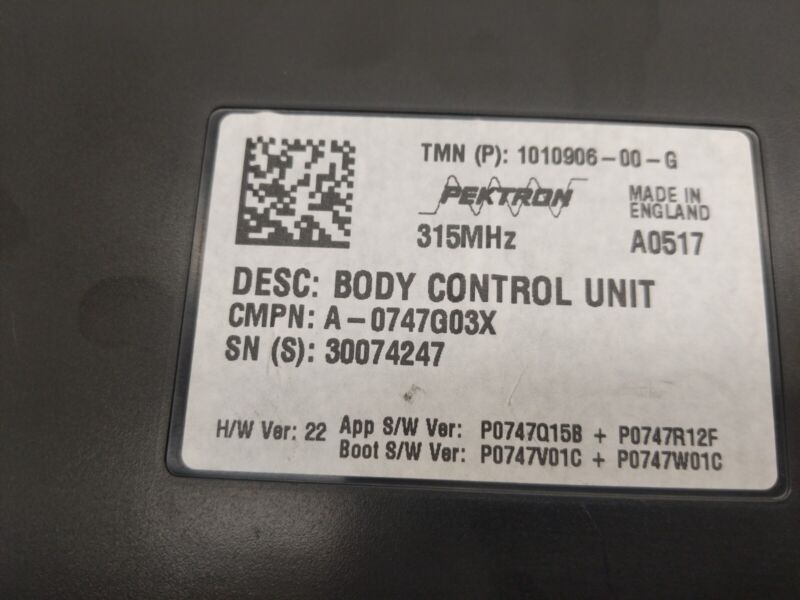 TMN (P): 1010906-00-G
PEKTRON
MADE IN
ENGLAND
315MHz
A0517
DESC: BODY CONTROL UNIT
CMPN: A-0747G03X
SN (S): 30074247
H/W Ver: 22
App S/W Ver: P0747Q15B + P0747R12F
Boot S/W Ver: P0747V01C + P0747W01C